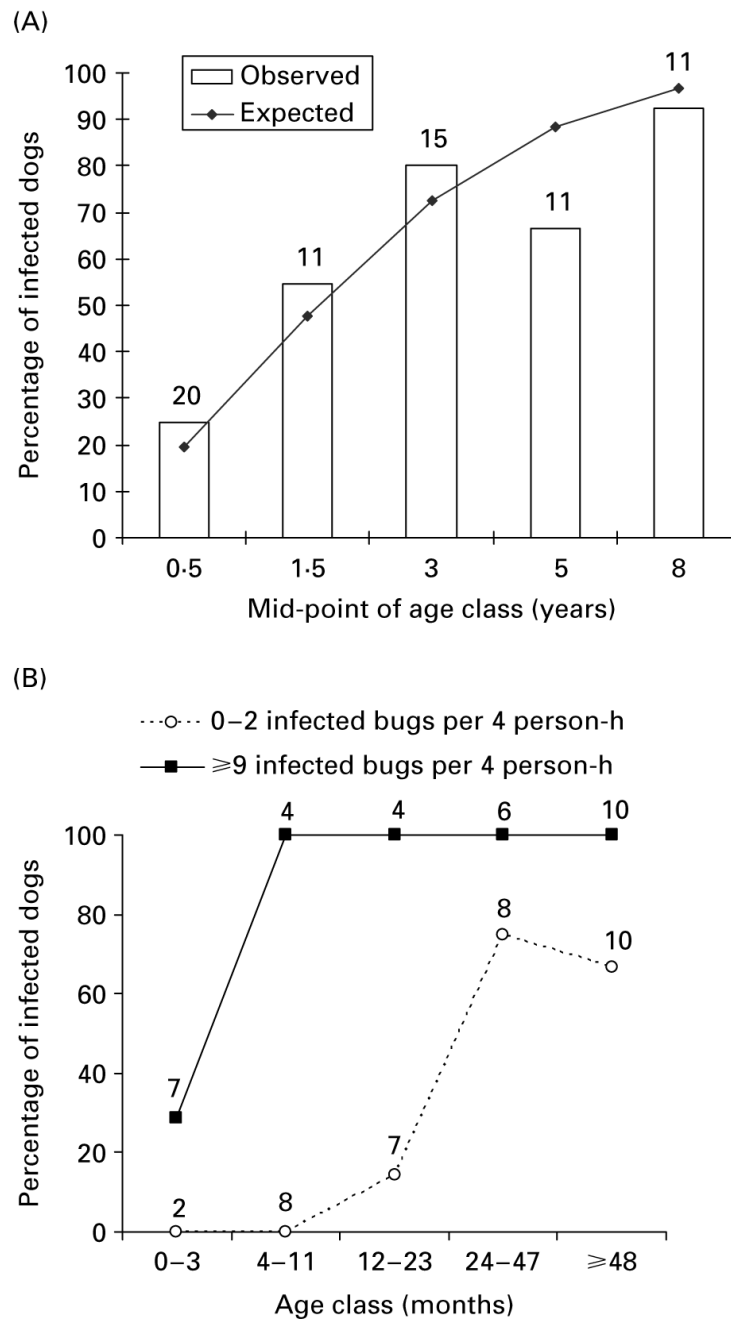 (A)
Percentage of infected dogs
100
90
80
70
60
50
40
30
20
10
0
Observed
Expected
20
11
15
11
11
0·5 1·5 3 5 8
Mid-point of age class (years)
(B)
0–2 infected bugs per 4 person-h
⩾9 infected bugs per 4 person-h
Percentage of infected dogs
100
80
60
40
20
0
4 4 6 10
8
10
7
7
2
8
0–3 4–11 12–23 24–47 ⩾48
Age class (months)